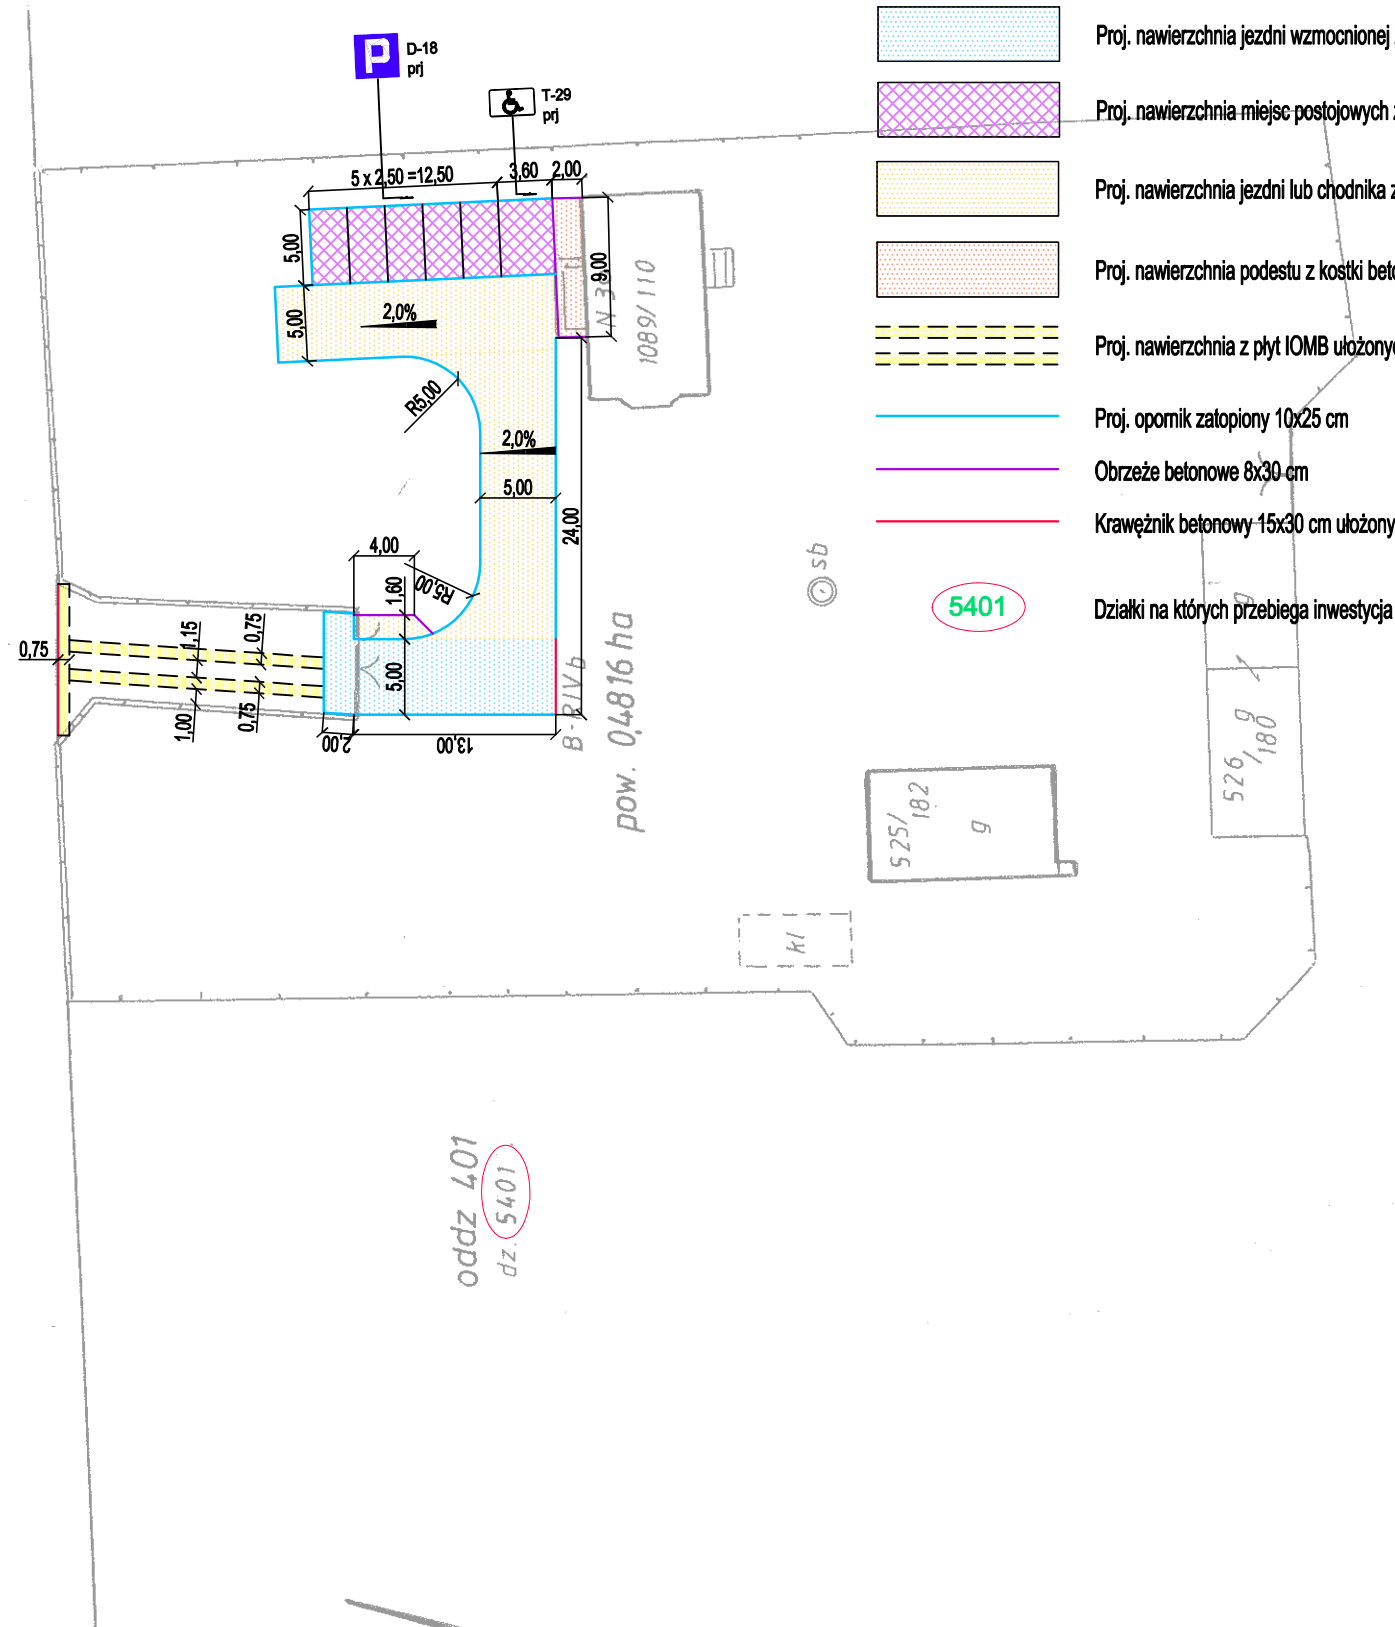 P
D-18
prj
T-29
prj
5 x 2,50 =12,50
3,60
2,00
5,00
5,00
9,00
2,0%
N 3
1089/110
R5,00
2,0%
5,00
24,00
4,00
1,60
R5,00
5,00
0,75
1,15
0,75
1,00
0,75
2,00
13,00
B-RIVb
pow. 0,4816 ha
sb
525/
182
g
kl
g
526
g
/180
oddz 401
dz. 5401
Proj. nawierzchnia jezdni wzmocnionej
Proj. nawierzchnia miejsc postojowych z
Proj. nawierzchnia jezdni lub chodnika z
Proj. nawierzchnia podestu z kostki beto
Proj. nawierzchnia z płyt IOMB ułożonyc
Proj. opornik zatopiony 10x25 cm
Obrzeże betonowe 8x30 cm
Krawężnik betonowy 15x30 cm ułożony
5401
Działki na których przebiega inwestycja